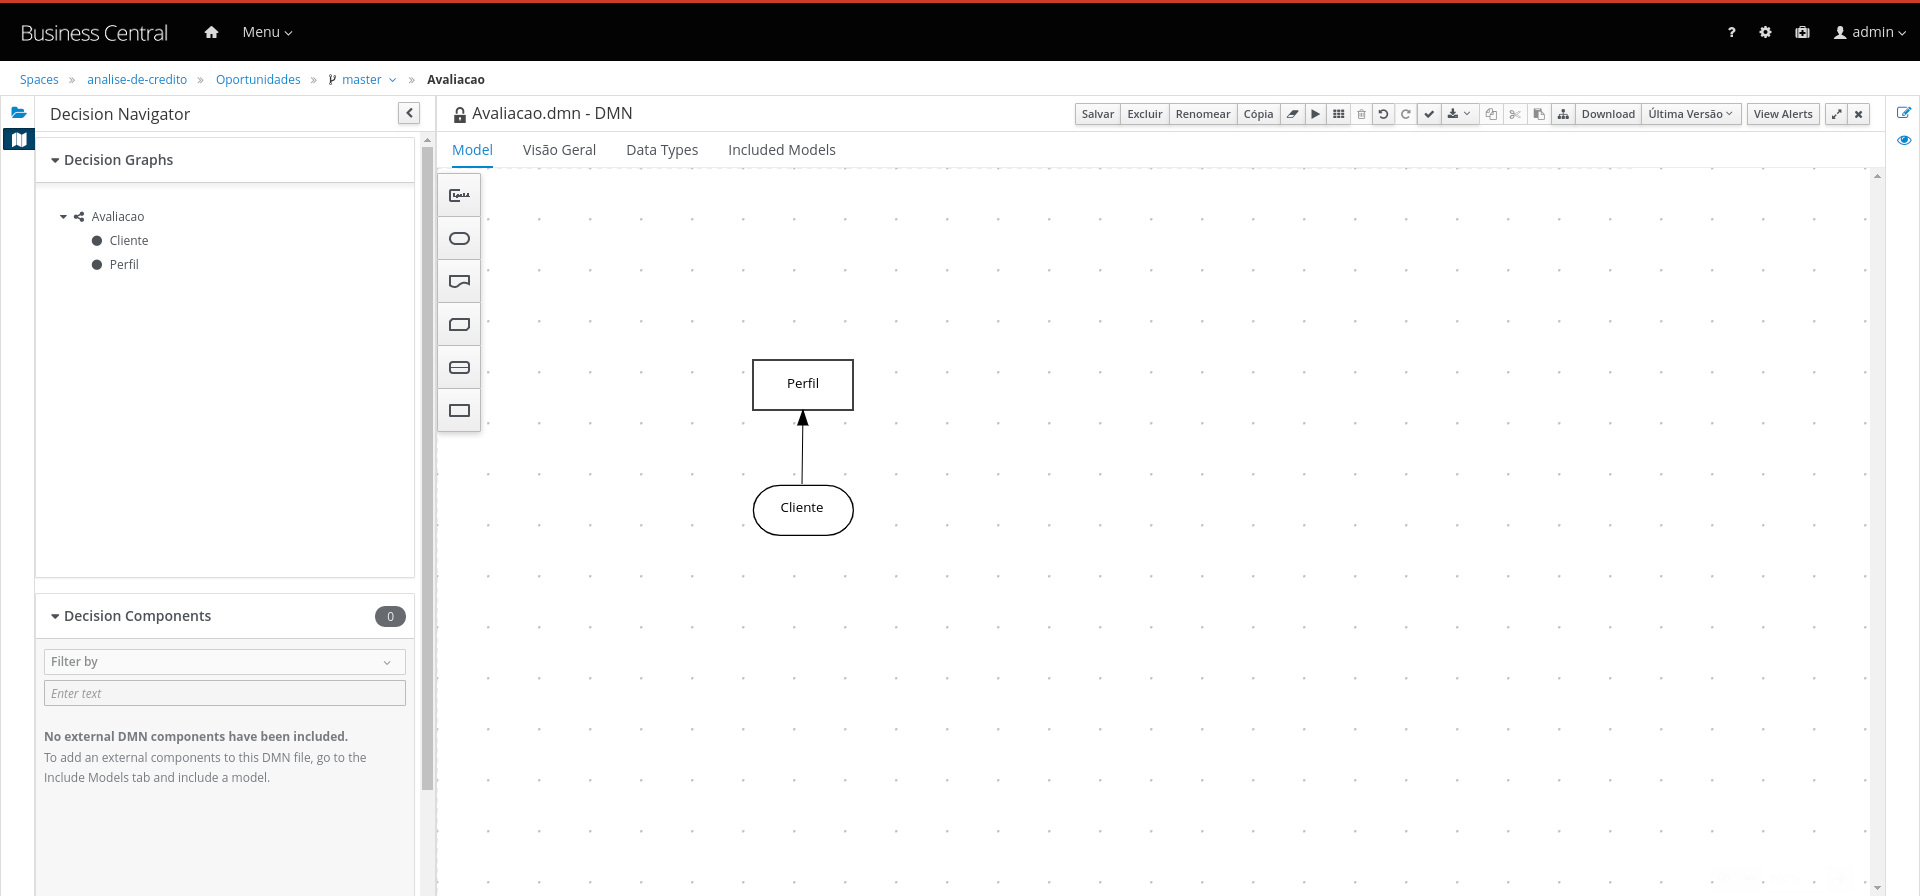 Business Central
Menu
?
admin
Spaces » analise-de-credito » Oportunidades » master » Avaliacao
Decision Navigator
Avaliacao.dmn - DMN
Salvar Excluir Renomear Cópia Download Última Versão View Alerts
Model Visão Geral Data Types Included Models
Decision Graphs
Avaliacao
Cliente
Perfil
Perfil
Cliente
Decision Components 0
Filter by
Enter text
No external DMN components have been included.
To add an external components to this DMN file, go to the
Include Models tab and include a model.